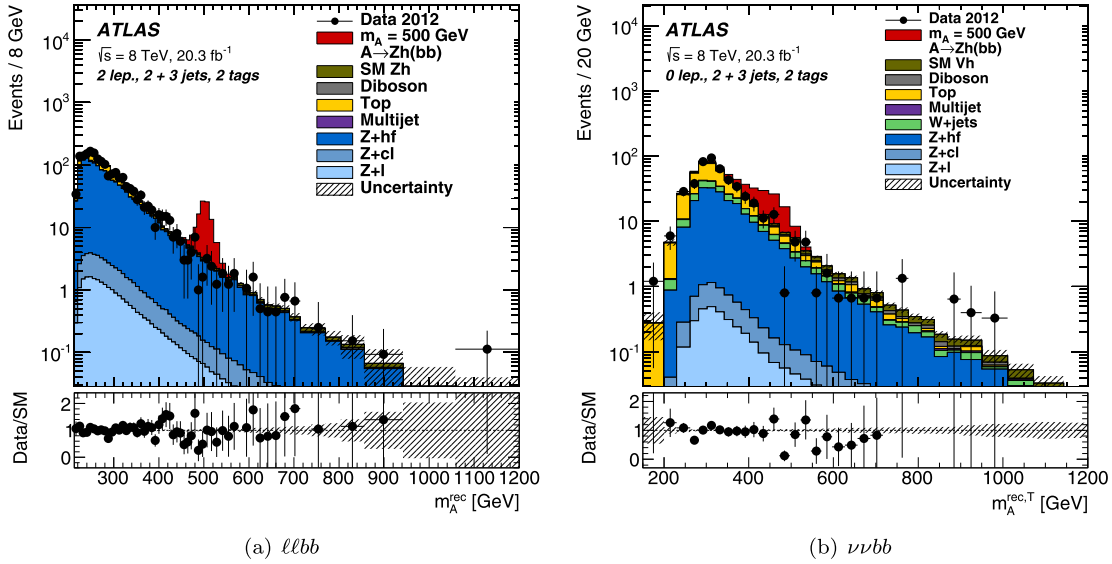 Events / 8 GeV
10⁴
10³
10²
10
1
10⁻¹
ATLAS
√s = 8 TeV, 20.3 fb⁻¹
2 lep., 2 + 3 jets, 2 tags
Data 2012
m_A = 500 GeV
A→Zh(bb)
SM Zh
Diboson
Top
Multijet
Z+hf
Z+cl
Z+l
Uncertainty
Data/SM
2
1
0
300 400 500 600 700 800 900 1000 1100 1200
m_A^rec [GeV]
(a) ℓℓbb
Events / 20 GeV
10⁴
10³
10²
10
1
10⁻¹
ATLAS
√s = 8 TeV, 20.3 fb⁻¹
0 lep., 2 + 3 jets, 2 tags
Data 2012
m_A = 500 GeV
A→Zh(bb)
SM Vh
Diboson
Top
Multijet
W+jets
Z+hf
Z+cl
Z+l
Uncertainty
Data/SM
2
1
0
200 400 600 800 1000 1200
m_A^rec,T [GeV]
(b) ννbb